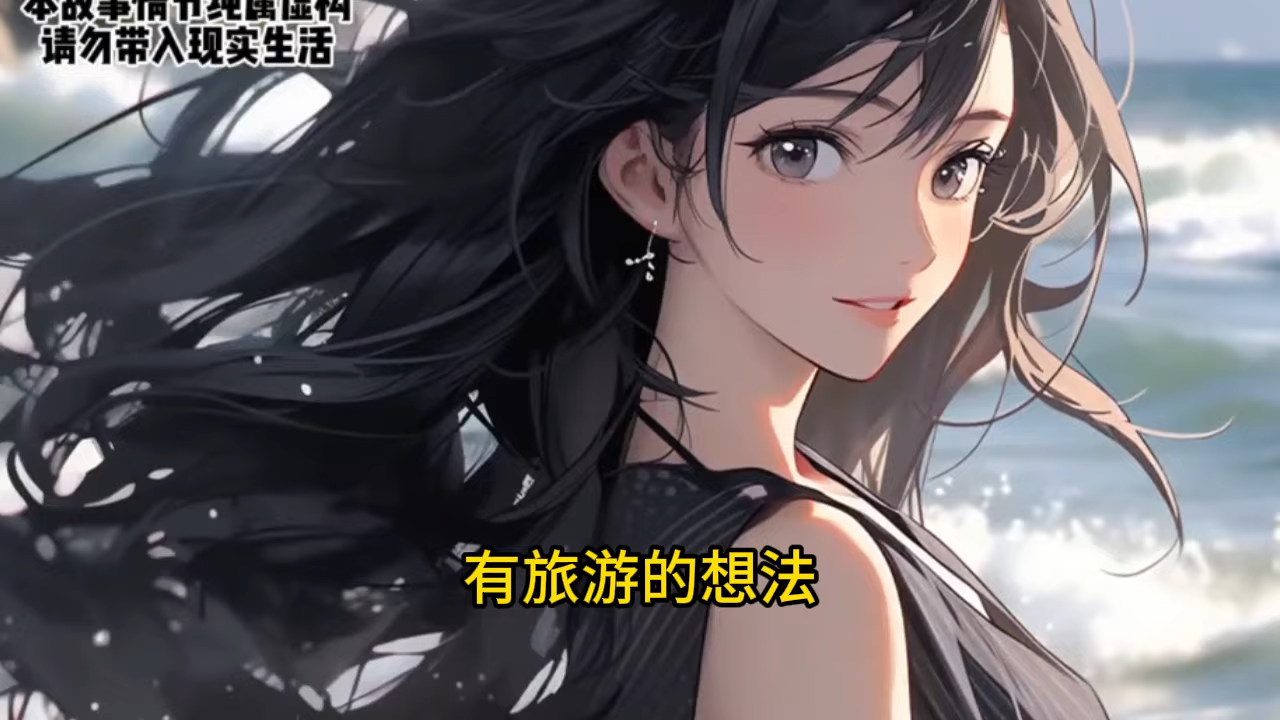 本故事情节纯属虚构
请勿带入现实生活
有旅游的想法